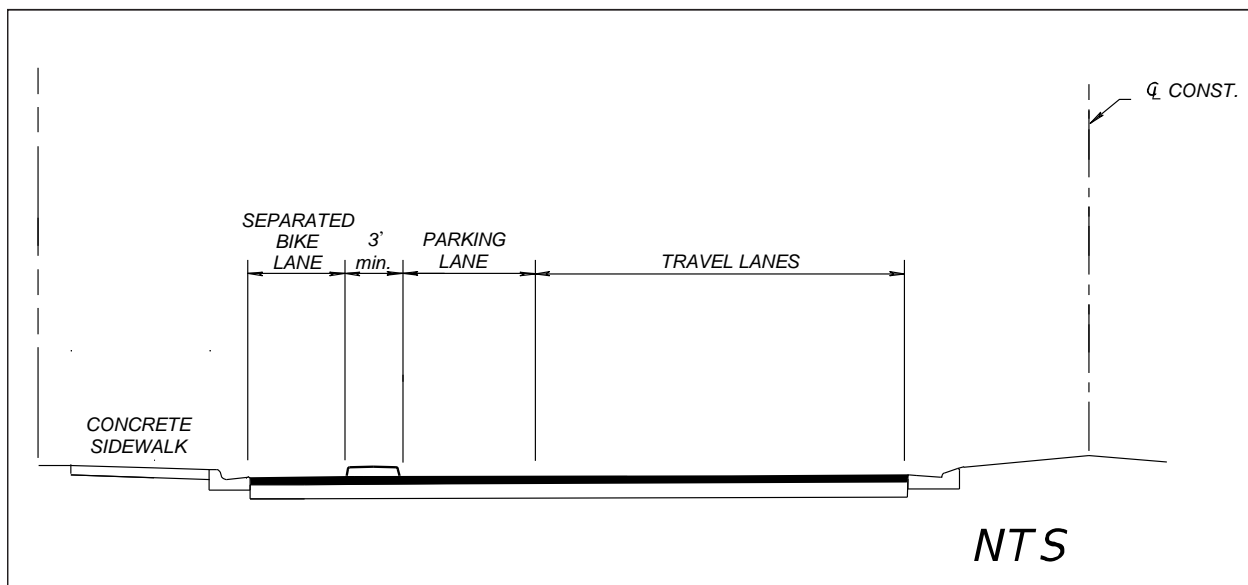 ℄ CONST.
SEPARATED
BIKE
LANE
3'
min.
PARKING
LANE
TRAVEL LANES
CONCRETE
SIDEWALK
NTS